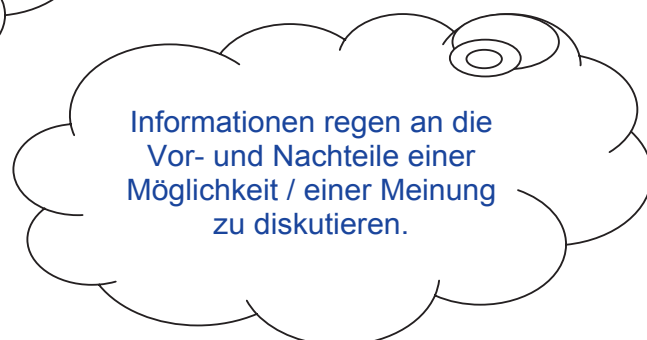 Informationen regen an die
Vor- und Nachteile einer
Möglichkeit / einer Meinung
zu diskutieren.